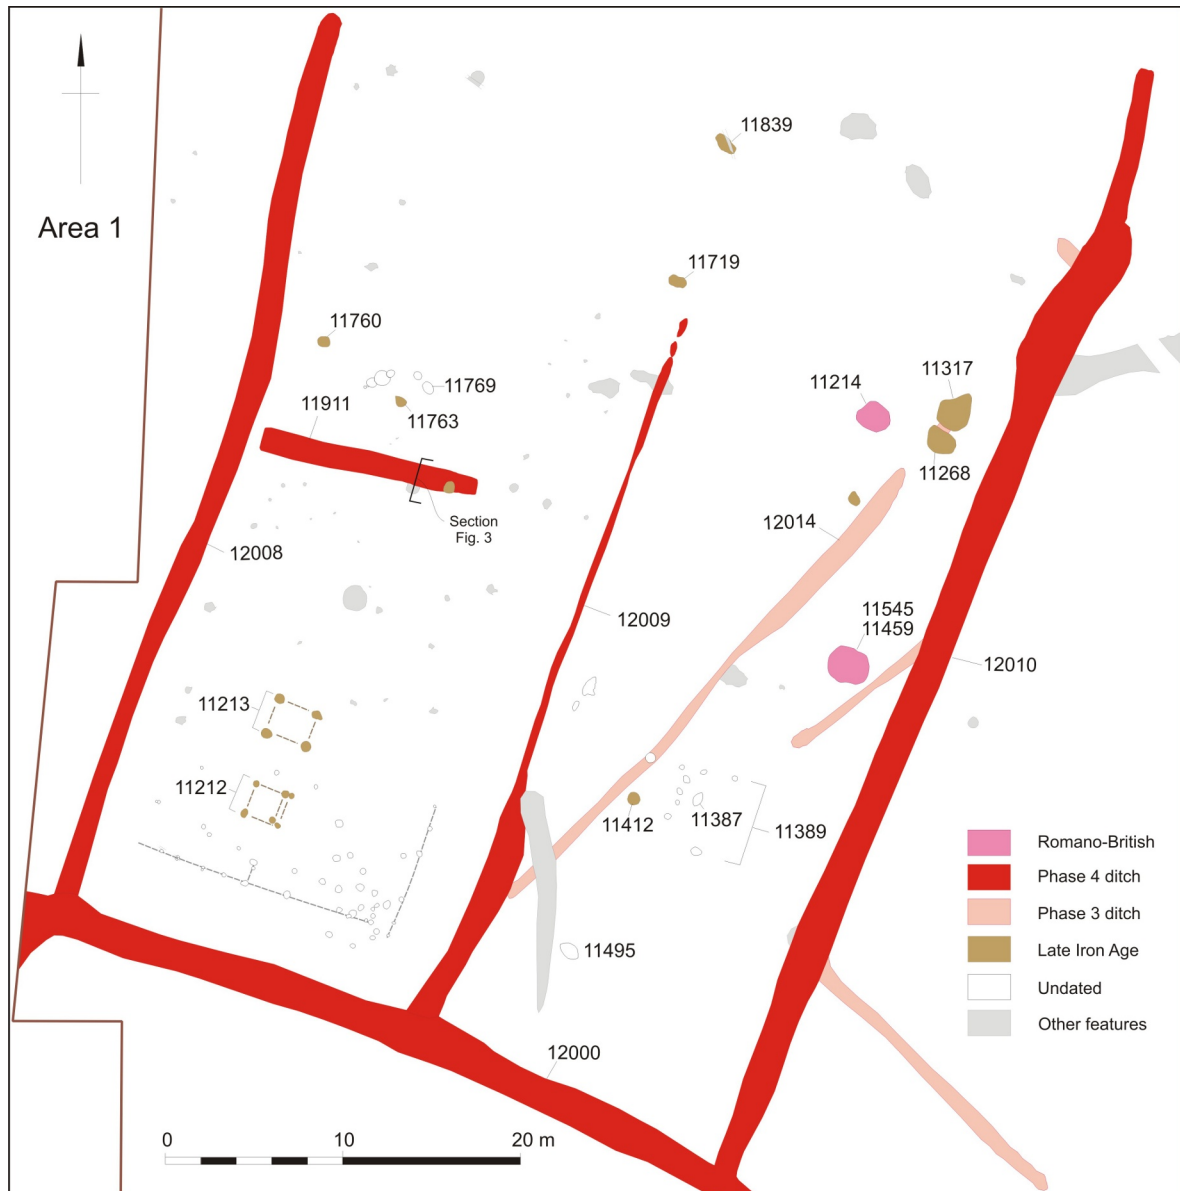 11839
Area 1
11719
11760
11769
11763
11911
11214
11317
11268
Section
Fig. 3
12014
12008
12009
11545
11459
12010
11213
11212
11412
11387
11389
11495
12000
Romano-British
Phase 4 ditch
Phase 3 ditch
Late Iron Age
Undated
Other features
0 10 20 m